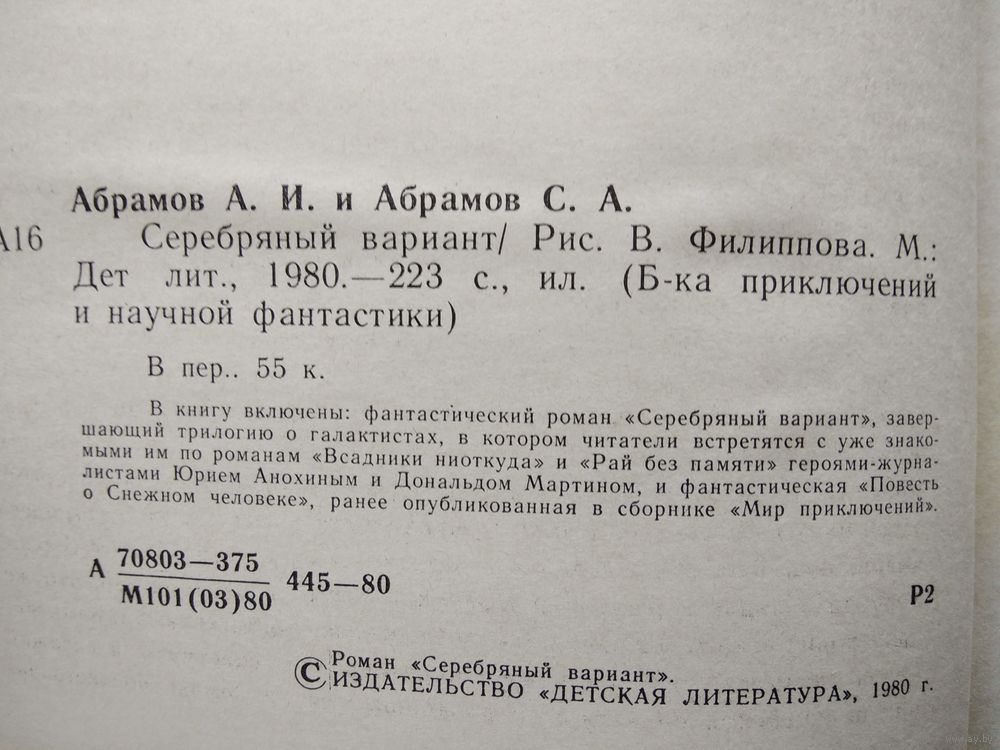 Абрамов А. И. и Абрамов С. А.
А16 Серебряный вариант/ Рис. В. Филиппова. М.:
Дет лит., 1980.—223 с., ил. (Б-ка приключений
и научной фантастики)
В пер.. 55 к.
В книгу включены: фантастический роман «Серебряный вариант», завер-
шающий трилогию о галактистах, в котором читатели встретятся с уже знако-
мыми им по романам «Всадники ниоткуда» и «Рай без памяти» героями-журна-
листами Юрием Анохиным и Дональдом Мартином, и фантастическая «Повесть
о Снежном человеке», ранее опубликованная в сборнике «Мир приключений».
А 70803—375
М101(03)80 445—80
Р2
© Роман «Серебряный вариант».
ИЗДАТЕЛЬСТВО «ДЕТСКАЯ ЛИТЕРАТУРА», 1980 г.
www.ay.by